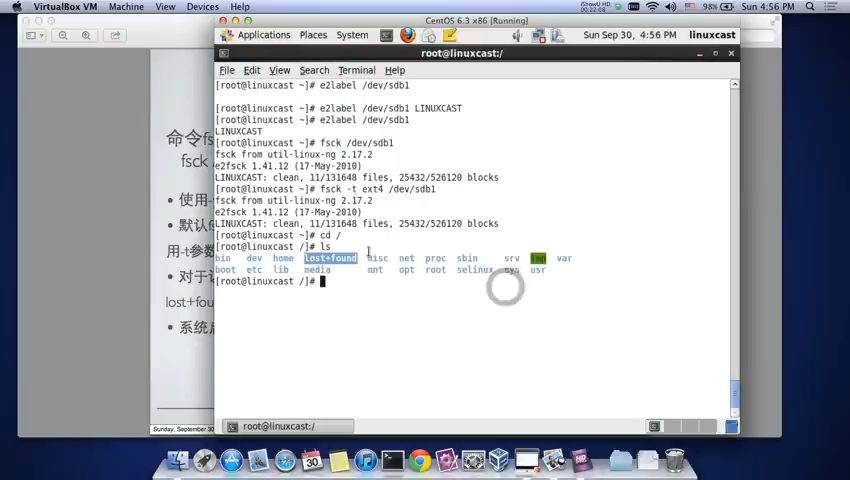 VirtualBox VM Machine View Devices Help
98% Sun 4:56 PM
CentOS 6.3 x86 [Running]
Applications Places System
Sun Sep 30, 4:56 PM linuxcast
root@linuxcast:/
File Edit View Search Terminal Help
[root@linuxcast ~]# e2label /dev/sdb1
[root@linuxcast ~]# e2label /dev/sdb1 LINUXCAST
[root@linuxcast ~]# e2label /dev/sdb1
LINUXCAST
[root@linuxcast ~]# fsck /dev/sdb1
fsck from util-linux-ng 2.17.2
e2fsck 1.41.12 (17-May-2010)
LINUXCAST: clean, 11/131648 files, 25432/526120 blocks
[root@linuxcast ~]# fsck -t ext4 /dev/sdb1
fsck from util-linux-ng 2.17.2
e2fsck 1.41.12 (17-May-2010)
LINUXCAST: clean, 11/131648 files, 25432/526120 blocks
[root@linuxcast ~]# cd /
[root@linuxcast /]# ls
bin dev home lost+found misc net proc sbin srv tmp var
boot etc lib media mnt opt root selinux sys usr
[root@linuxcast /]#
命令fs
fsck
• 使用
• 默认
用-t参数
• 对于
lost+fou
• 系统
Sunday, September 30
root@linuxcast:/